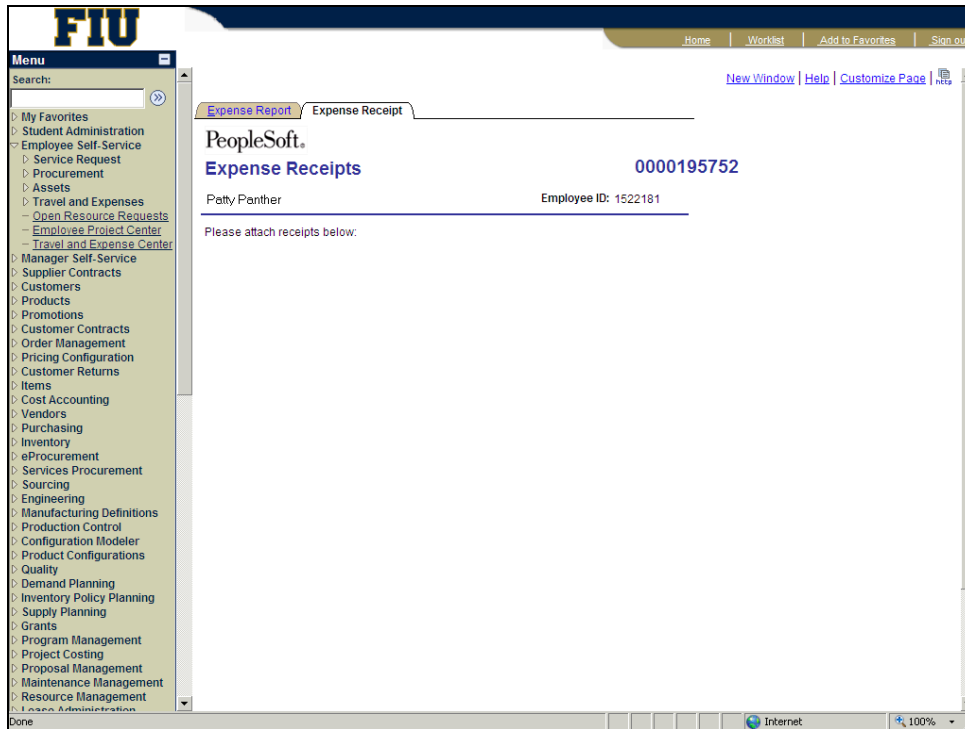 FIU
Home | Worklist | Add to Favorites | Sign ou
Menu
Search:
My Favorites
Student Administration
Employee Self-Service
Service Request
Procurement
Assets
Travel and Expenses
Open Resource Requests
Employee Project Center
Travel and Expense Center
Manager Self-Service
Supplier Contracts
Customers
Products
Promotions
Customer Contracts
Order Management
Pricing Configuration
Customer Returns
Items
Cost Accounting
Vendors
Purchasing
Inventory
eProcurement
Services Procurement
Sourcing
Engineering
Manufacturing Definitions
Production Control
Configuration Modeler
Product Configurations
Quality
Demand Planning
Inventory Policy Planning
Supply Planning
Grants
Program Management
Project Costing
Proposal Management
Maintenance Management
Resource Management
Lease Administration
New Window | Help | Customize Page | http
Expense Report Expense Receipt
PeopleSoft.
Expense Receipts 0000195752
Patty Panther Employee ID: 1522181
Please attach receipts below:
Done Internet 100%